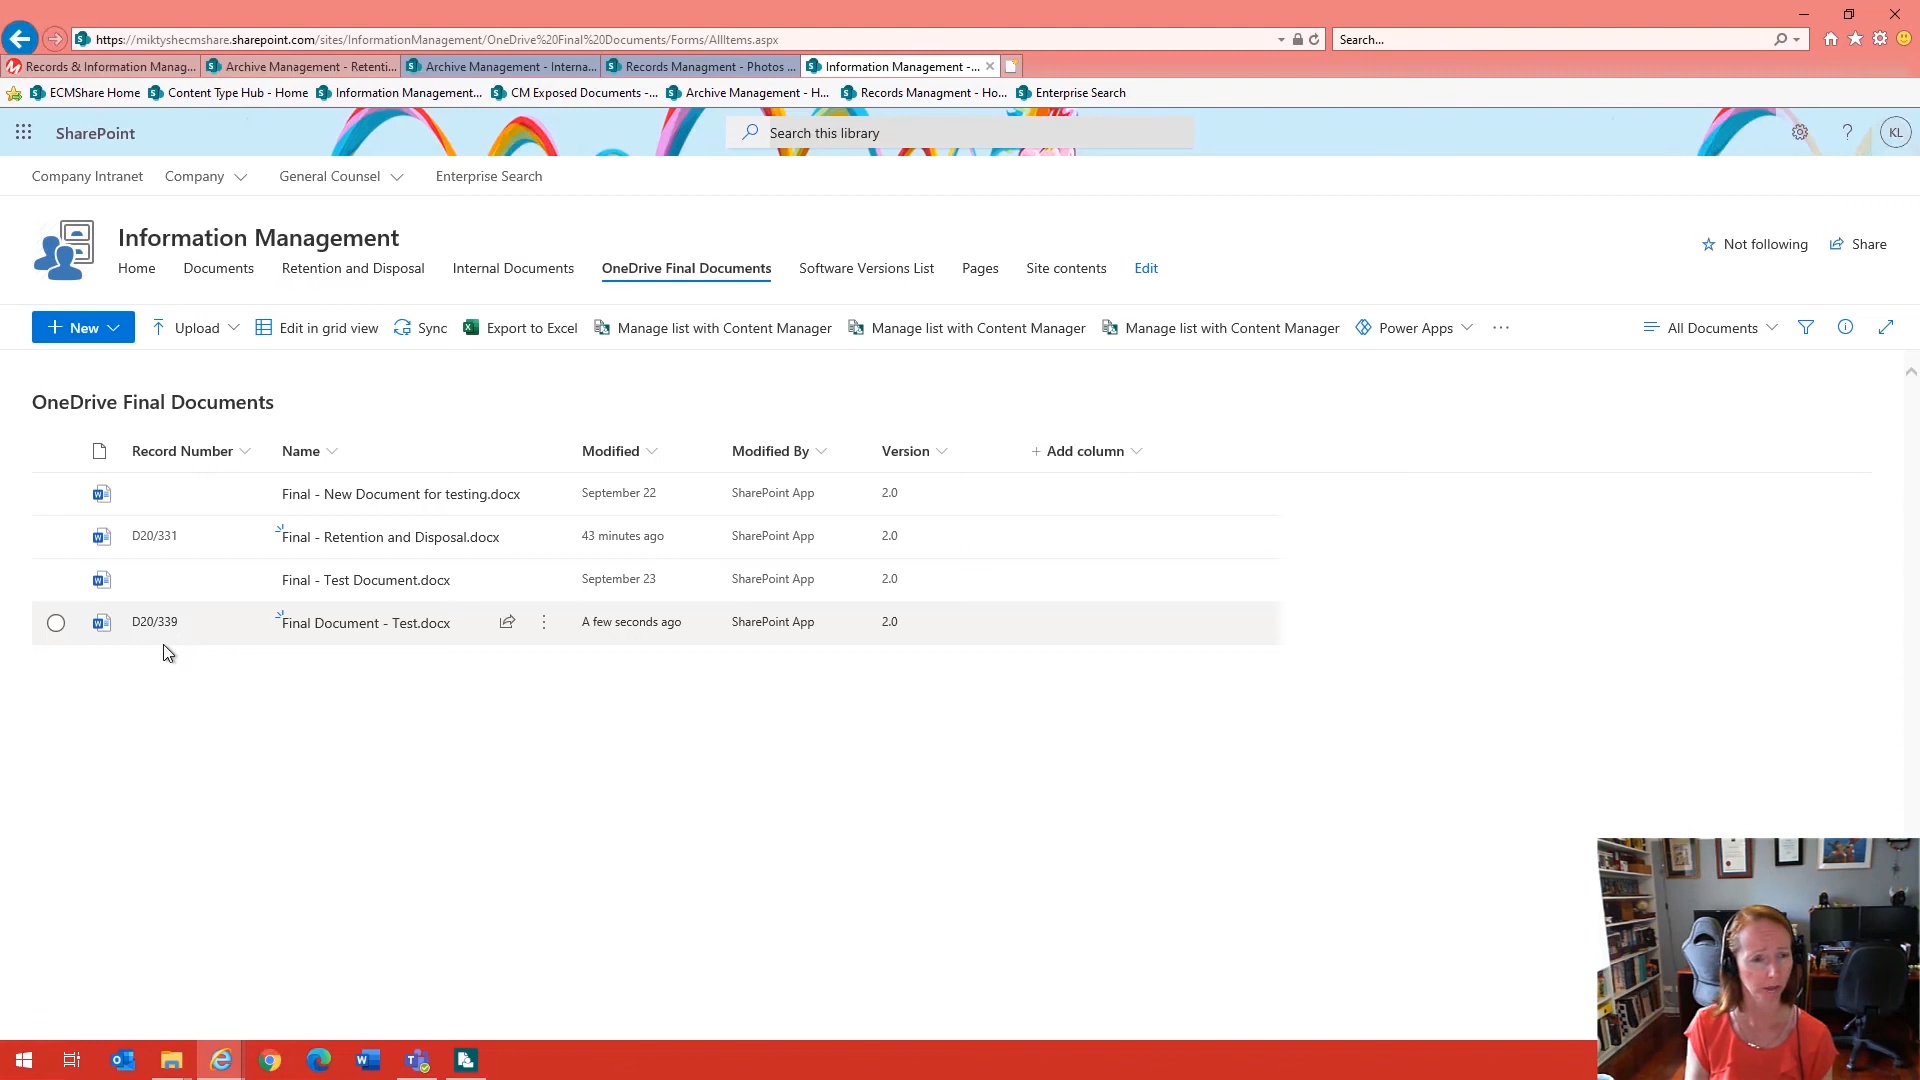 https://miktyshecmshare.sharepoint.com/sites/InformationManagement/OneDrive%20Final%20Documents/Forms/AllItems.aspx
Search...
Records & Information Manag...
Archive Management - Retenti...
Archive Management - Interna...
Records Managment - Photos ...
Information Management -...
ECMShare Home
Content Type Hub - Home
Information Management...
CM Exposed Documents -...
Archive Management - H...
Records Managment - Ho...
Enterprise Search
SharePoint
Search this library
?
KL
Company Intranet
Company
General Counsel
Enterprise Search
Information Management
Not following
Share
Home
Documents
Retention and Disposal
Internal Documents
OneDrive Final Documents
Software Versions List
Pages
Site contents
Edit
+ New
Upload
Edit in grid view
Sync
Export to Excel
Manage list with Content Manager
Manage list with Content Manager
Manage list with Content Manager
Power Apps
...
All Documents
OneDrive Final Documents
Record Number
Name
Modified
Modified By
Version
+ Add column
Final - New Document for testing.docx
September 22
SharePoint App
2.0
D20/331
Final - Retention and Disposal.docx
43 minutes ago
SharePoint App
2.0
Final - Test Document.docx
September 23
SharePoint App
2.0
D20/339
Final Document - Test.docx
A few seconds ago
SharePoint App
2.0